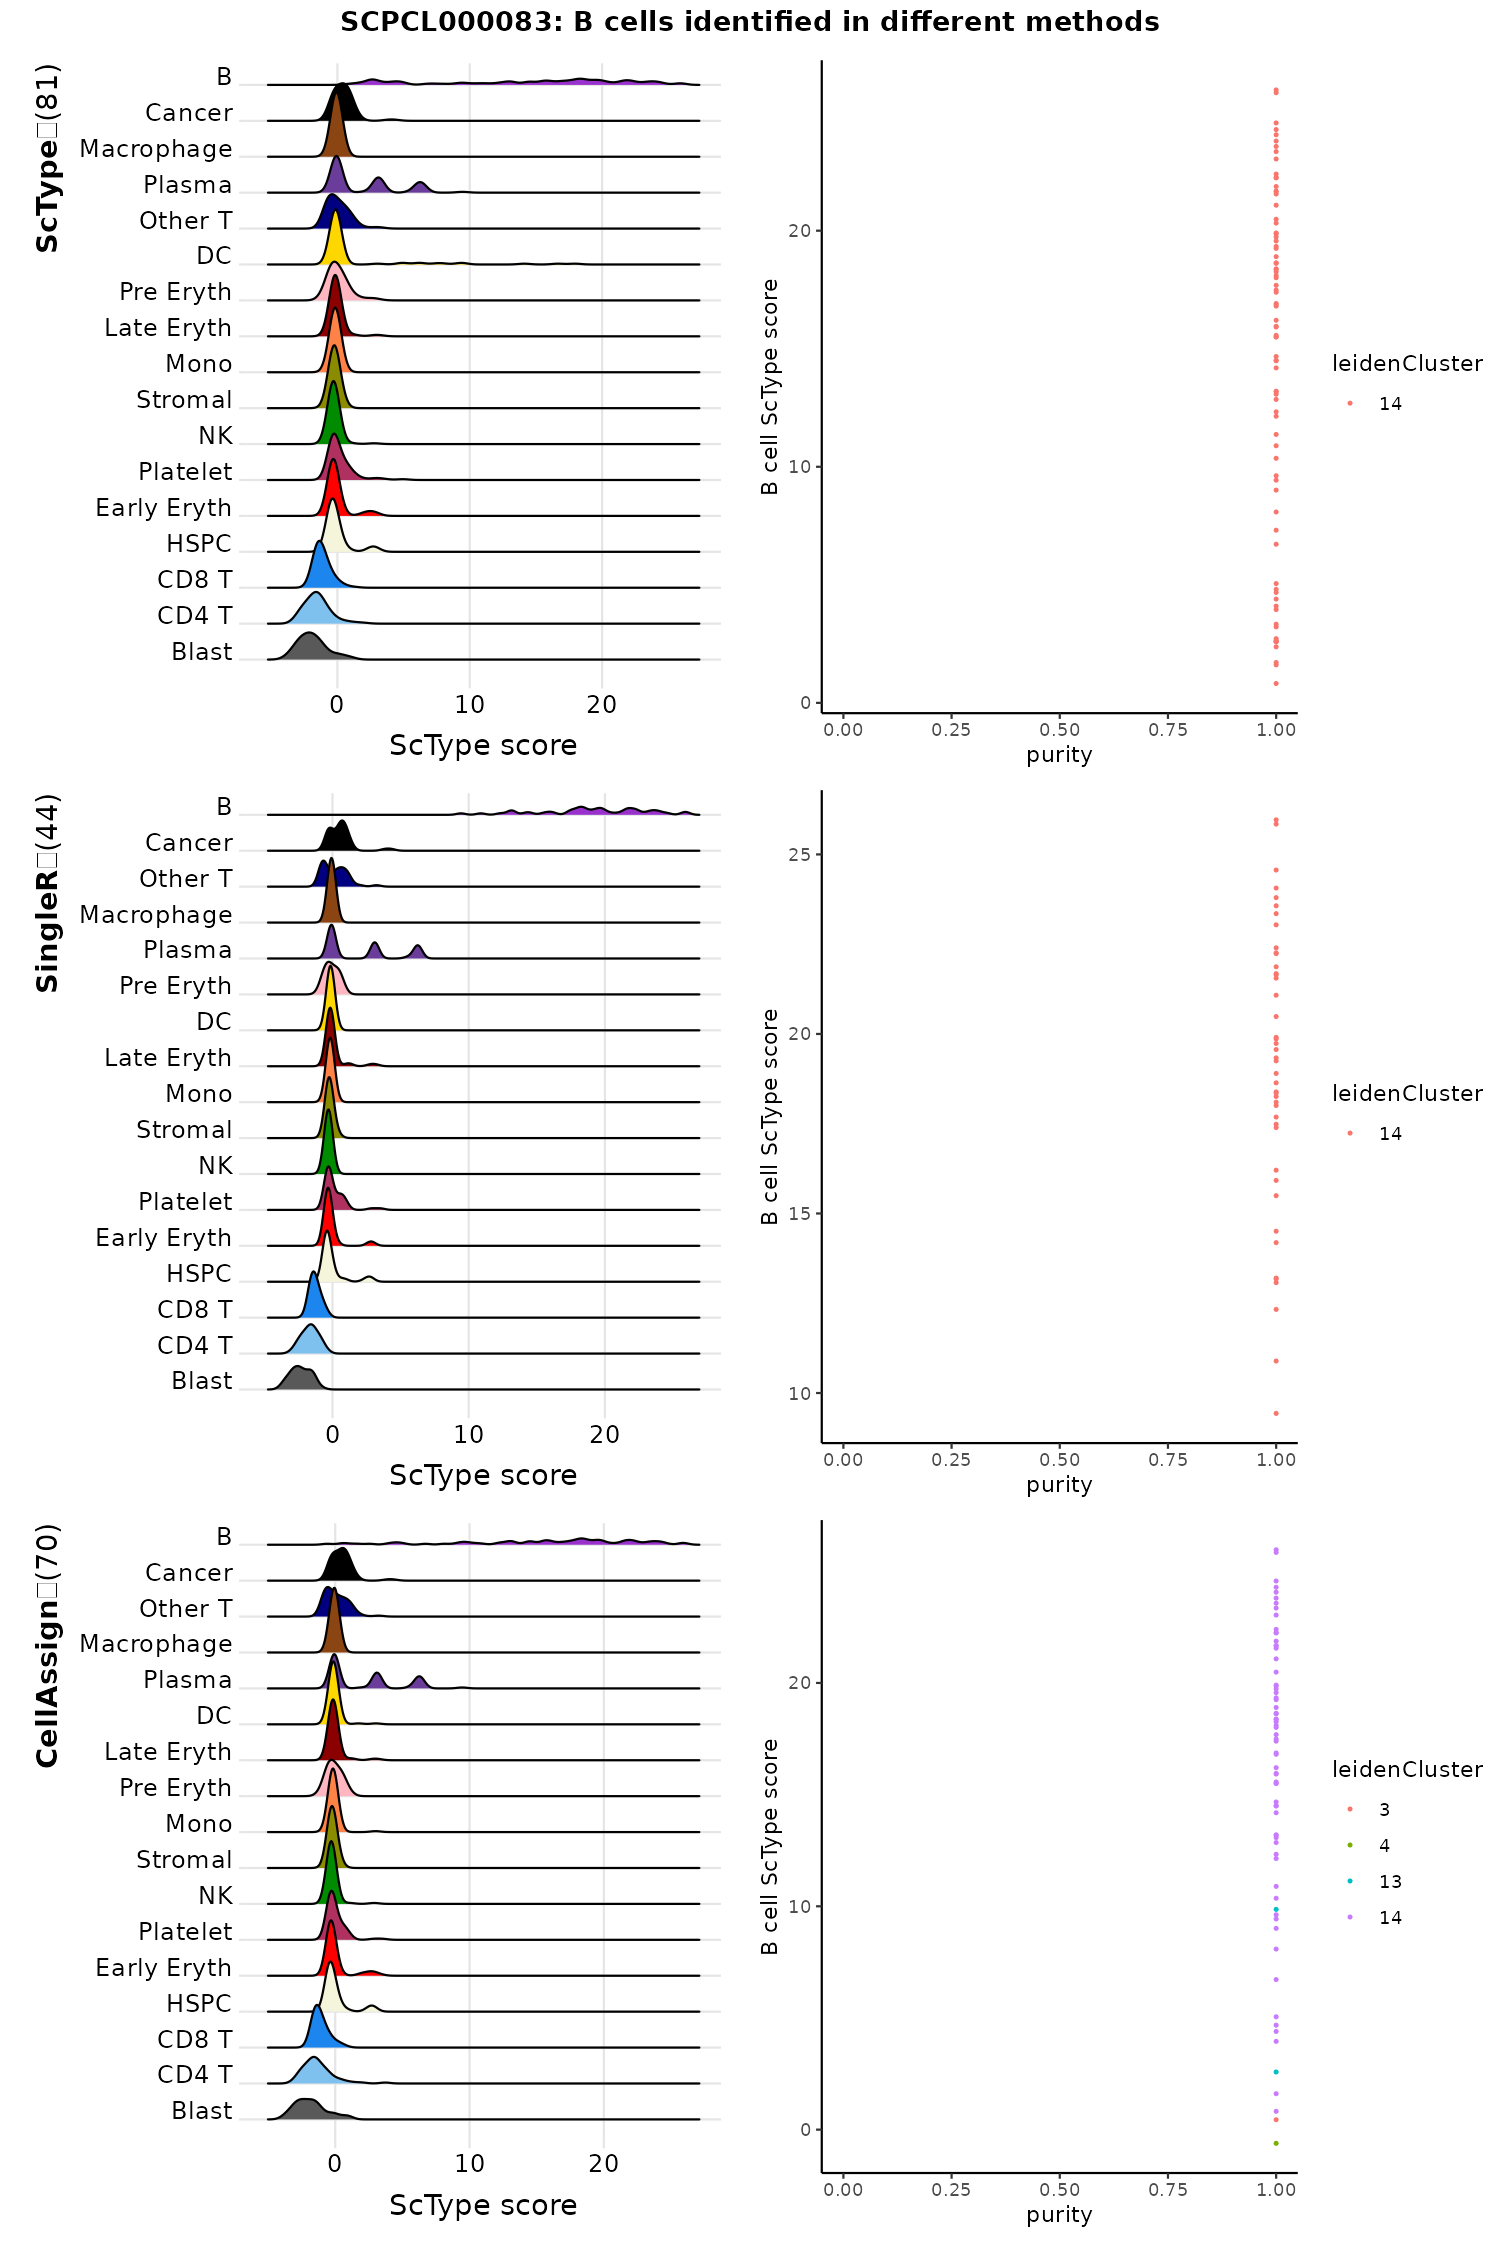 SCPCL000083: B cells identified in different methods
ScType□(81)
B
Cancer
Macrophage
Plasma
Other T
DC
Pre Eryth
Late Eryth
Mono
Stromal
NK
Platelet
Early Eryth
HSPC
CD8 T
CD4 T
Blast
0 10 20
ScType score
B cell ScType score
20
10
0
0.00 0.25 0.50 0.75 1.00
purity
leidenCluster
14
SingleR□(44)
B
Cancer
Other T
Macrophage
Plasma
Pre Eryth
DC
Late Eryth
Mono
Stromal
NK
Platelet
Early Eryth
HSPC
CD8 T
CD4 T
Blast
0 10 20
ScType score
B cell ScType score
25
20
15
10
0.00 0.25 0.50 0.75 1.00
purity
leidenCluster
14
CellAssign□(70)
B
Cancer
Other T
Macrophage
Plasma
DC
Late Eryth
Pre Eryth
Mono
Stromal
NK
Platelet
Early Eryth
HSPC
CD8 T
CD4 T
Blast
0 10 20
ScType score
B cell ScType score
20
10
0
0.00 0.25 0.50 0.75 1.00
purity
leidenCluster
3
4
13
14